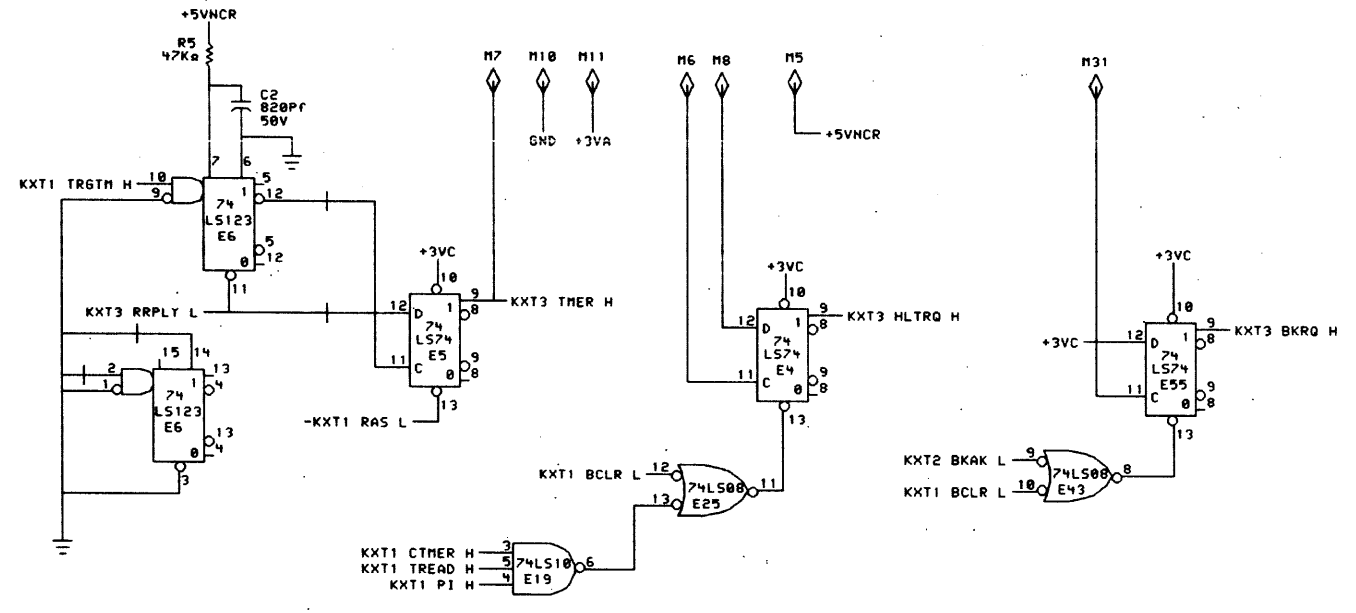 +5VNCR
R5
47KΩ
C2
820Pf
50V
7 6
M7 M10 M11 M6 M8 M5 M31
GND +3VA
+5VNCR
KXT1 TRGTM H 10
9
5
12
1
74
LS123
E6
5
12
0
11
KXT3 RRPLY L
15 14
2
1
13
4
1
74
LS123
E6
13
4
0
3
+3VC
10
12 D 1 9
8
KXT3 TMER H
74
LS74
E5
11 C
9
8
0
13
-KXT1 RAS L
+3VC
10
12 D 1 9
8
KXT3 HLTRQ H
74
LS74
E4
11 C
9
8
0
13
+3VC
10
+3VC 12 D 1 9
8
KXT3 BKRQ H
74
LS74
E55
11 C
9
8
0
13
KXT1 BCLR L 12
13
74LS08
E25
11
KXT2 BKAK L 9
KXT1 BCLR L 10
74LS08
E43
8
KXT1 CTMER H 3
KXT1 TREAD H 5
KXT1 PI H 4
74LS10
E19
6